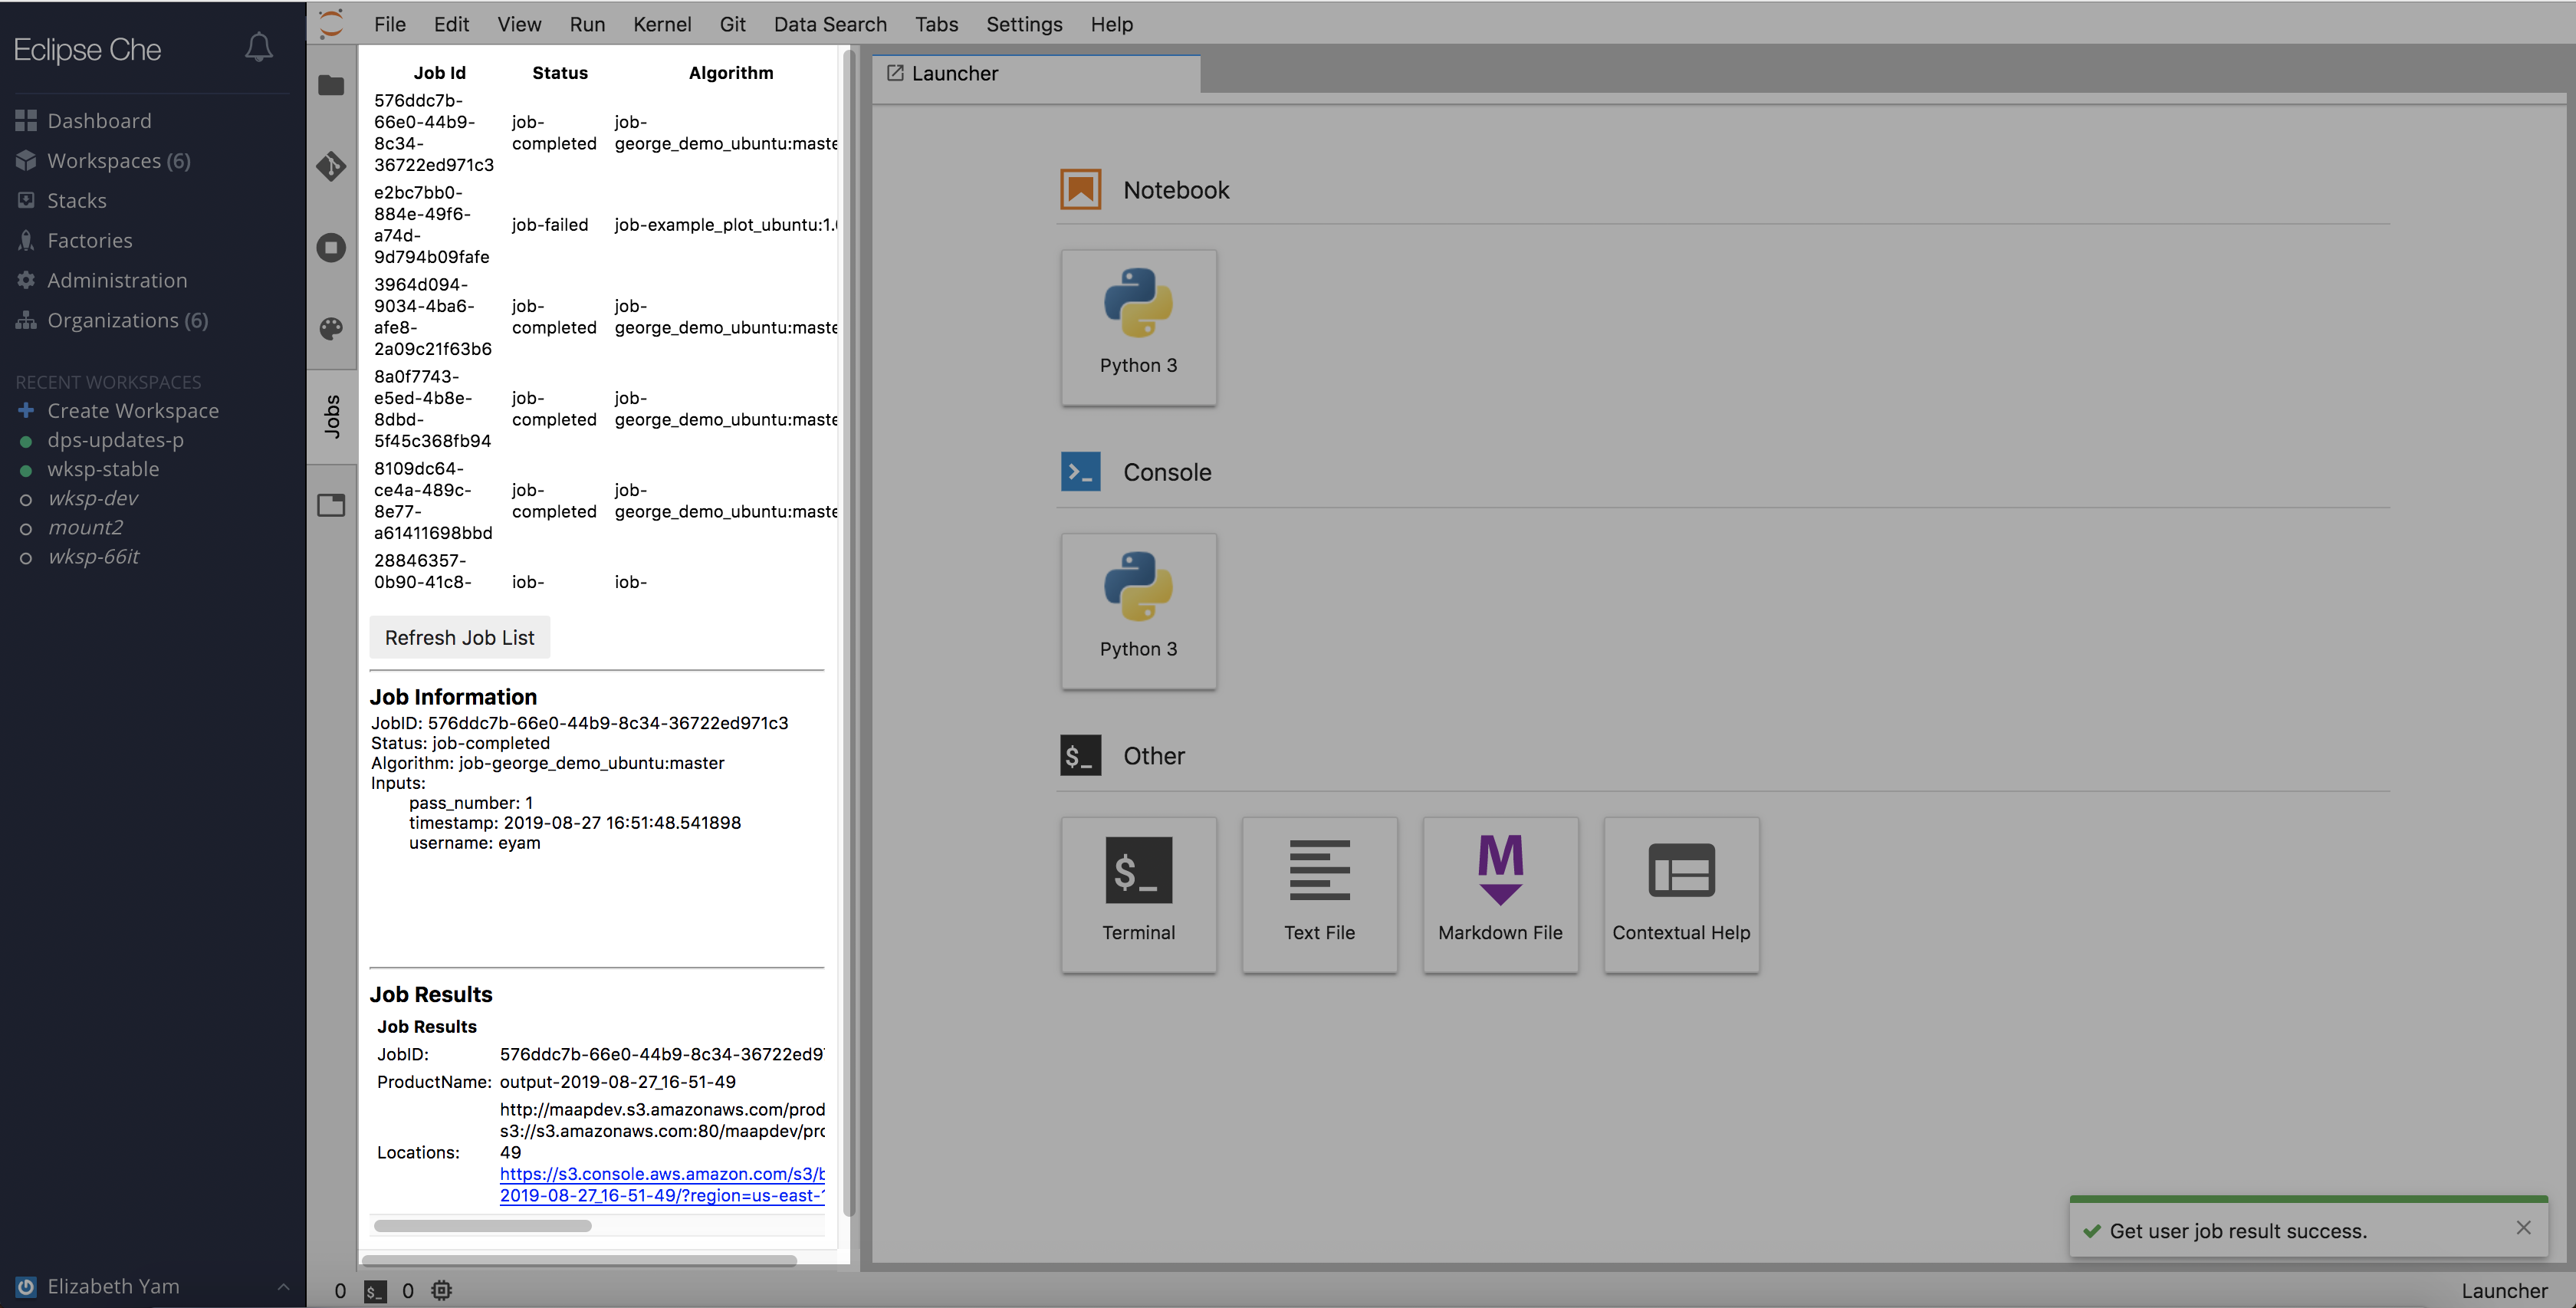 Eclipse Che
Dashboard
Workspaces (6)
Stacks
Factories
Administration
Organizations (6)
RECENT WORKSPACES
Create Workspace
dps-updates-p
wksp-stable
wksp-dev
mount2
wksp-66it
Elizabeth Yam
File Edit View Run Kernel Git Data Search Tabs Settings Help
Jobs
Job Id Status Algorithm
576ddc7b-
66e0-44b9-
8c34-
36722ed971c3
job-
completed
job-
george_demo_ubuntu:maste
e2bc7bb0-
884e-49f6-
a74d-
9d794b09fafe
job-failed
job-example_plot_ubuntu:1.
3964d094-
9034-4ba6-
afe8-
2a09c21f63b6
job-
completed
job-
george_demo_ubuntu:maste
8a0f7743-
e5ed-4b8e-
8dbd-
5f45c368fb94
job-
completed
job-
george_demo_ubuntu:maste
8109dc64-
ce4a-489c-
8e77-
a61411698bbd
job-
completed
job-
george_demo_ubuntu:maste
28846357-
0b90-41c8-
job-
job-
Refresh Job List
Job Information
JobID: 576ddc7b-66e0-44b9-8c34-36722ed971c3
Status: job-completed
Algorithm: job-george_demo_ubuntu:master
Inputs:
pass_number: 1
timestamp: 2019-08-27 16:51:48.541898
username: eyam
Job Results
Job Results
JobID: 576ddc7b-66e0-44b9-8c34-36722ed9
ProductName: output-2019-08-27_16-51-49
Locations:
http://maapdev.s3.amazonaws.com/prod
s3://s3.amazonaws.com:80/maapdev/pro
49
https://s3.console.aws.amazon.com/s3/b
2019-08-27_16-51-49/?region=us-east-1
Launcher
Notebook
Python 3
Console
Python 3
$_ Other
$_
Terminal
Text File
M
Markdown File
Contextual Help
Get user job result success.
0 $_ 0
Launcher